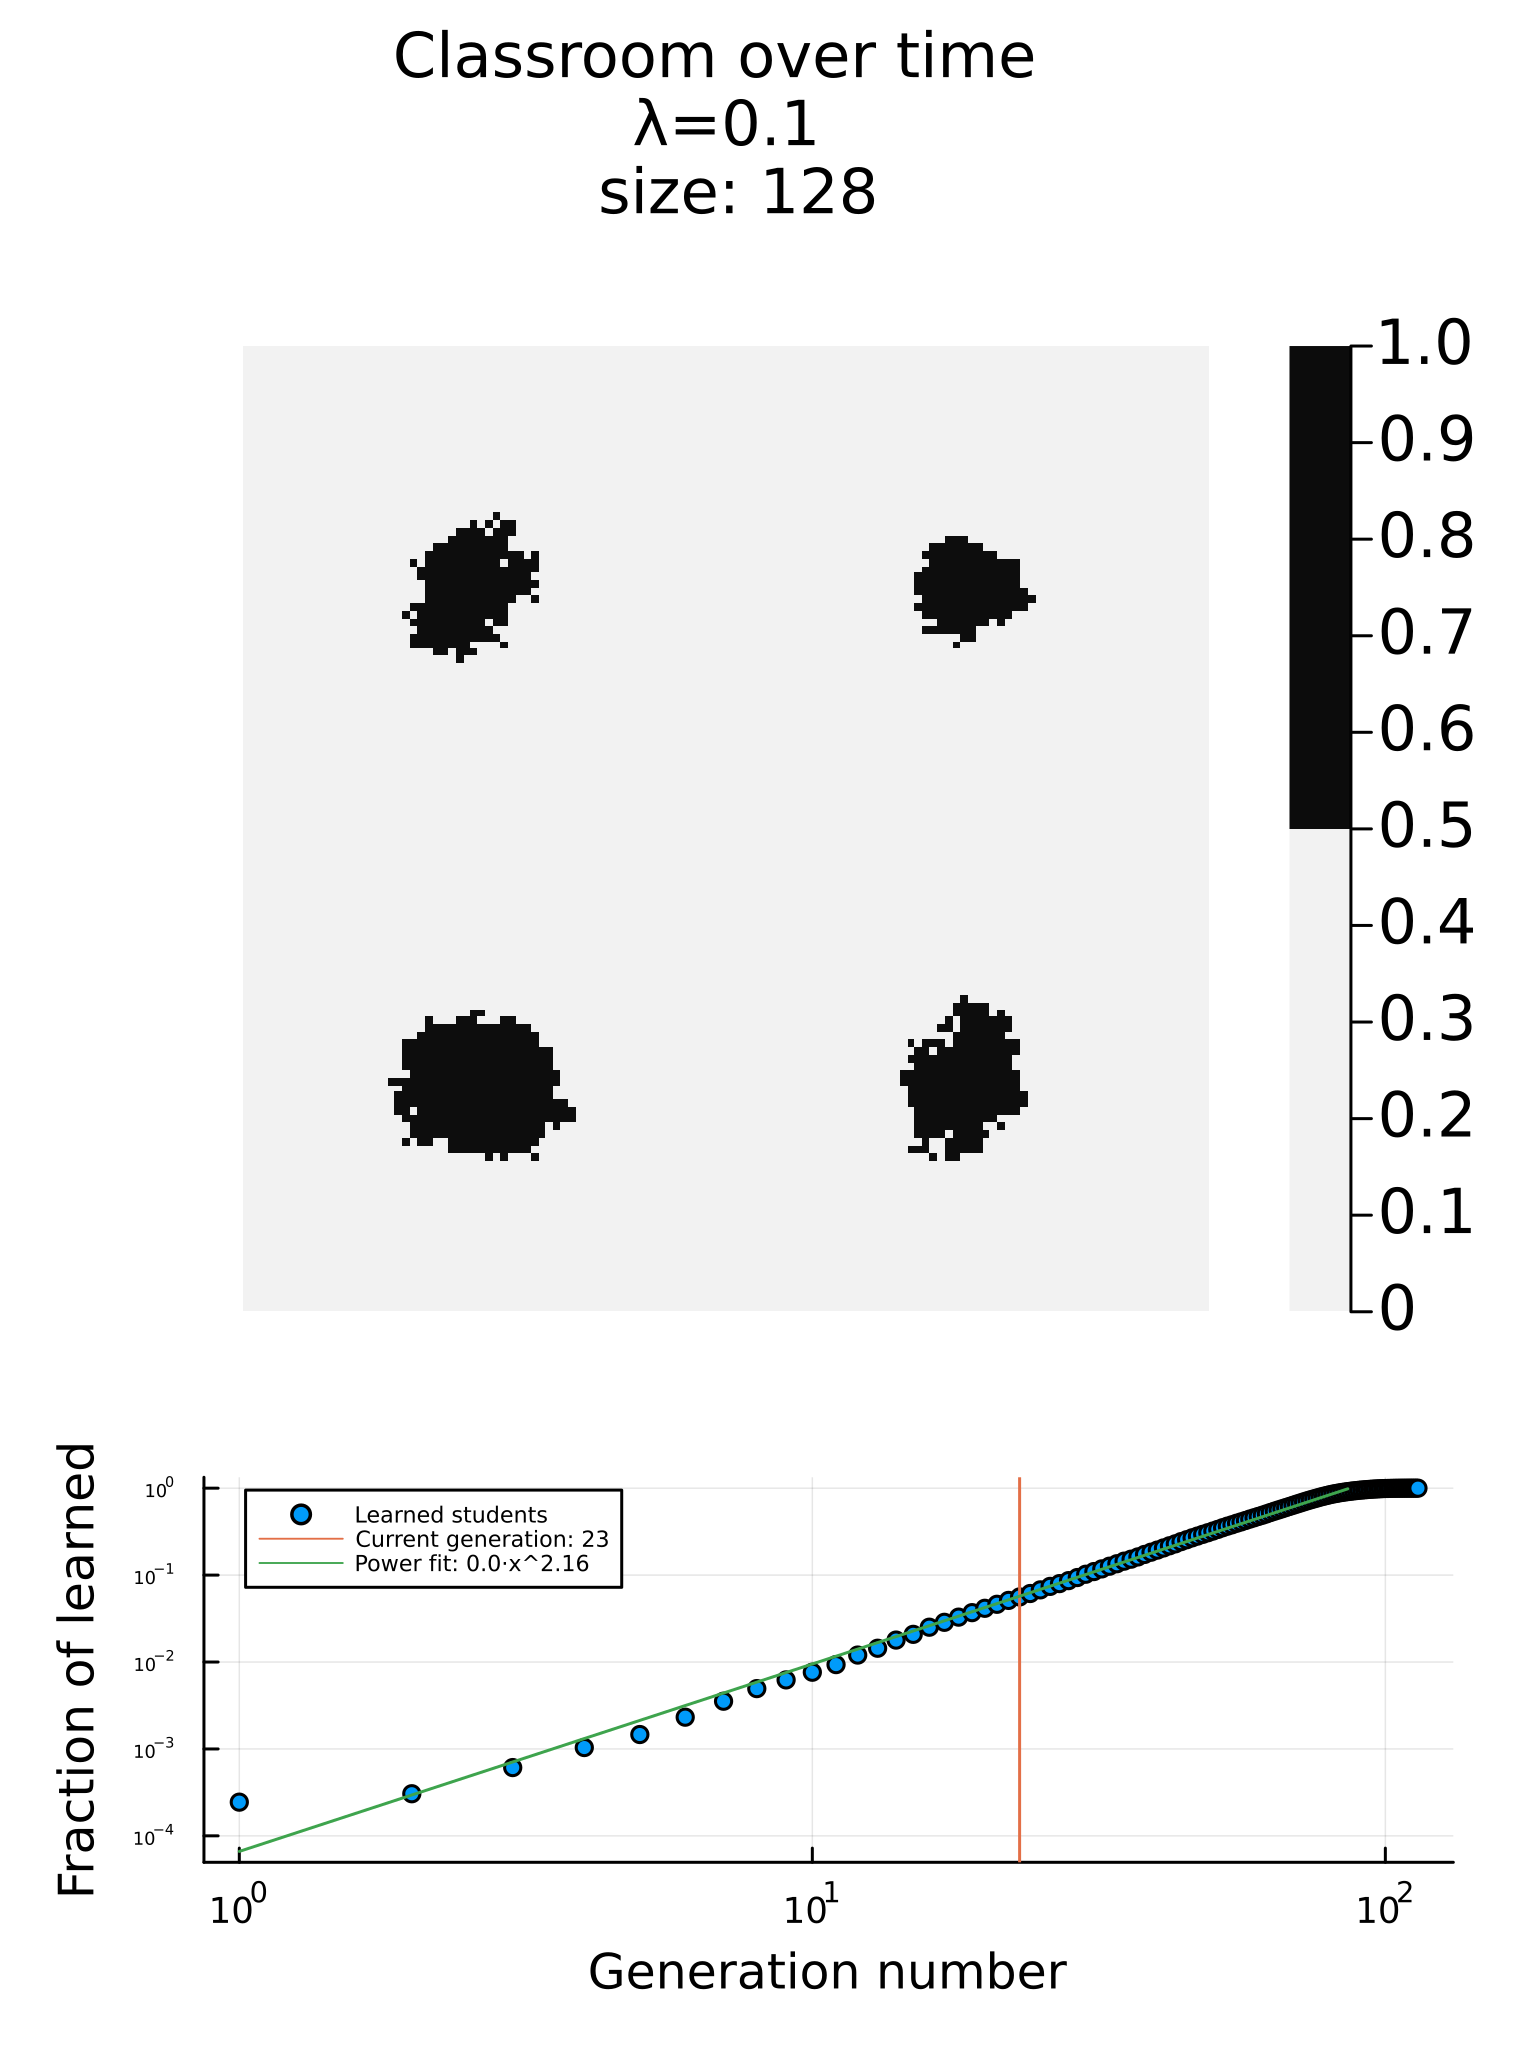 Classroom over time
λ=0.1
size: 128
1.0
0.9
0.8
0.7
0.6
0.5
0.4
0.3
0.2
0.1
0
Fraction of learned
10⁰
10⁻¹
10⁻²
10⁻³
10⁻⁴
Learned students
Current generation: 23
Power fit: 0.0·x^2.16
10⁰ 10¹ 10²
Generation number